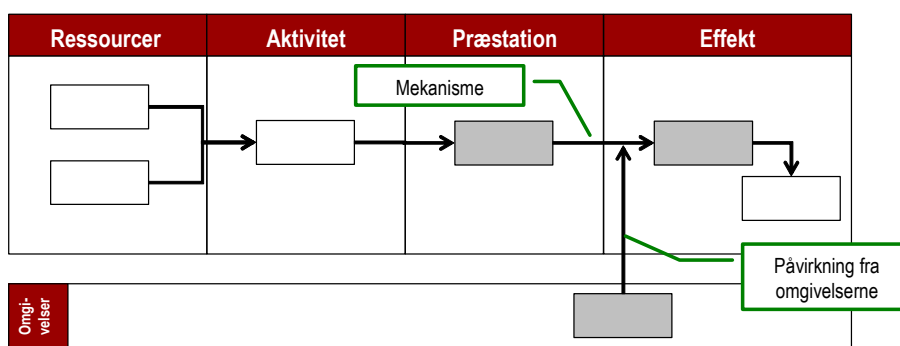 Ressourcer
Aktivitet
Præstation
Effekt
Mekanisme
Påvirkning fra
omgivelserne
Omgi-
velser